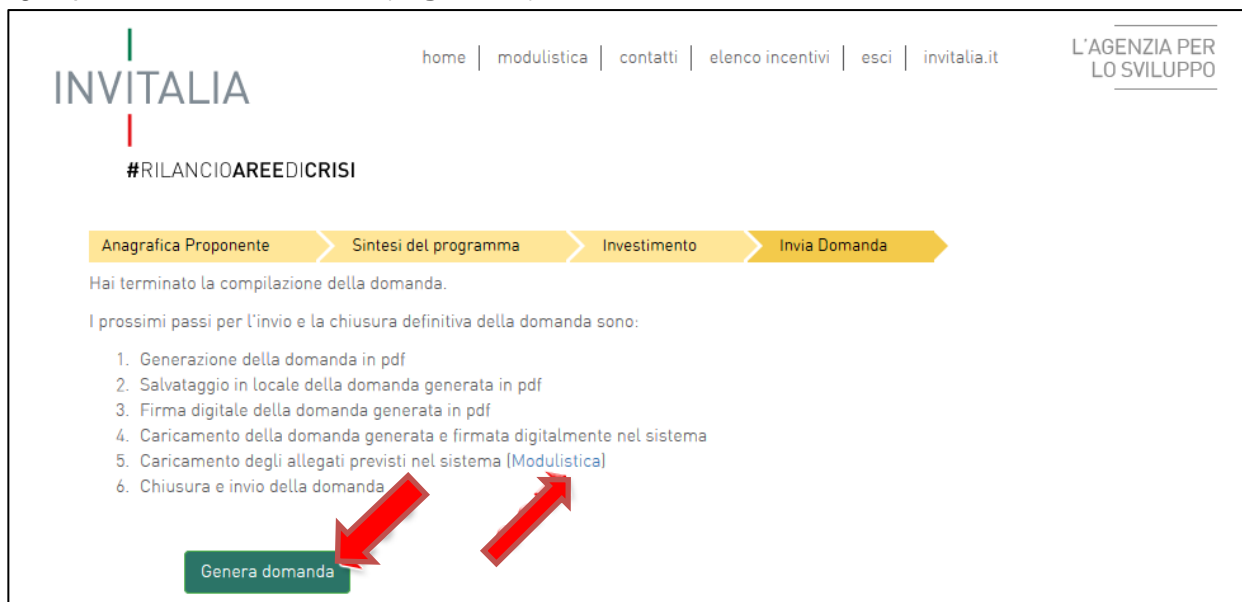 home | modulistica | contatti | elenco incentivi | esci | invitalia.it
L'AGENZIA PER
LO SVILUPPO
INVITALIA
#RILANCIOAREEDICRISI
Anagrafica Proponente
Sintesi del programma
Investimento
Invia Domanda
Hai terminato la compilazione della domanda.
I prossimi passi per l'invio e la chiusura definitiva della domanda sono:
1. Generazione della domanda in pdf
2. Salvataggio in locale della domanda generata in pdf
3. Firma digitale della domanda generata in pdf
4. Caricamento della domanda generata e firmata digitalmente nel sistema
5. Caricamento degli allegati previsti nel sistema (Modulistica)
6. Chiusura e invio della domanda
Genera domanda